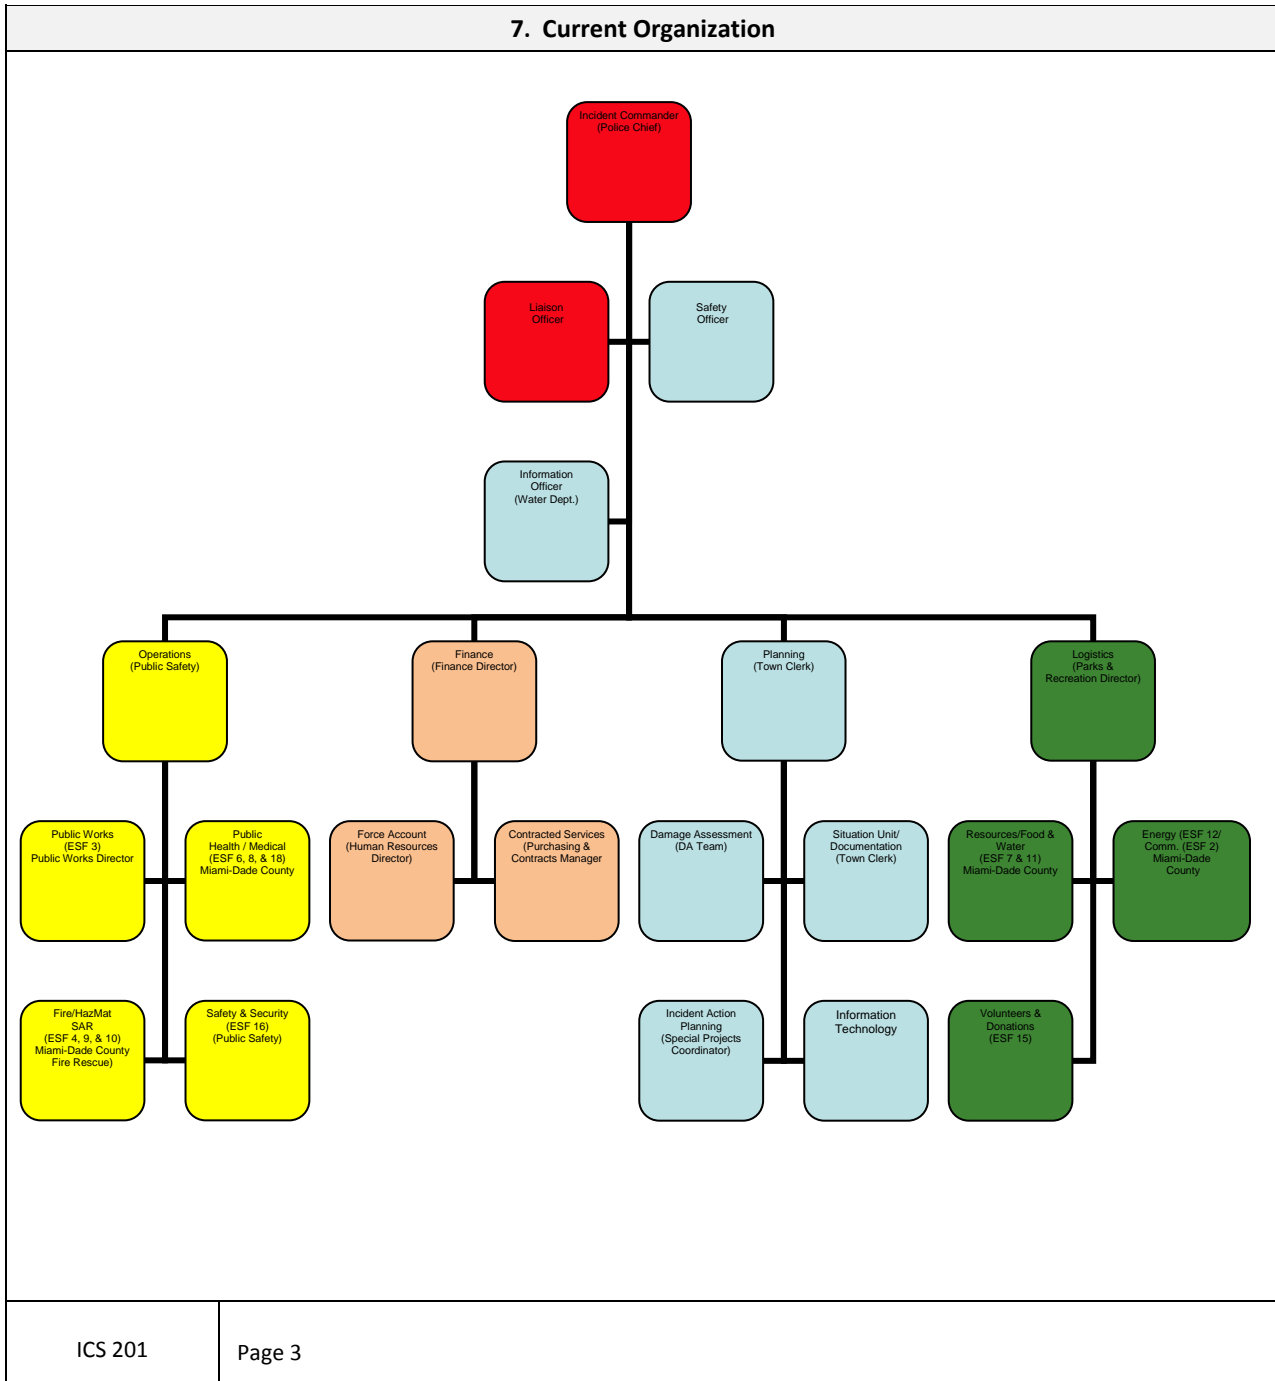 7. Current Organization
Incident Commander
(Police Chief)
Liaison
Officer
Safety
Officer
Information
Officer
(Water Dept.)
Operations
(Public Safety)
Finance
(Finance Director)
Planning
(Town Clerk)
Logistics
(Parks &
Recreation Director)
Public Works
(ESF 3)
Public Works Director
Public
Health / Medical
(ESF 6, 8, & 18)
Miami-Dade County
Force Account
(Human Resources
Director)
Contracted Services
(Purchasing &
Contracts Manager
Damage Assessment
(DA Team)
Situation Unit/
Documentation
(Town Clerk)
Resources/Food &
Water
(ESF 7 & 11)
Miami-Dade County
Energy (ESF 12/
Comm. (ESF 2)
Miami-Dade
County
Fire/HazMat
SAR
(ESF 4, 9, & 10)
Miami-Dade County
Fire Rescue)
Safety & Security
(ESF 16)
(Public Safety)
Incident Action
Planning
(Special Projects
Coordinator)
Information
Technology
Volunteers &
Donations
(ESF 15)
ICS 201
Page 3